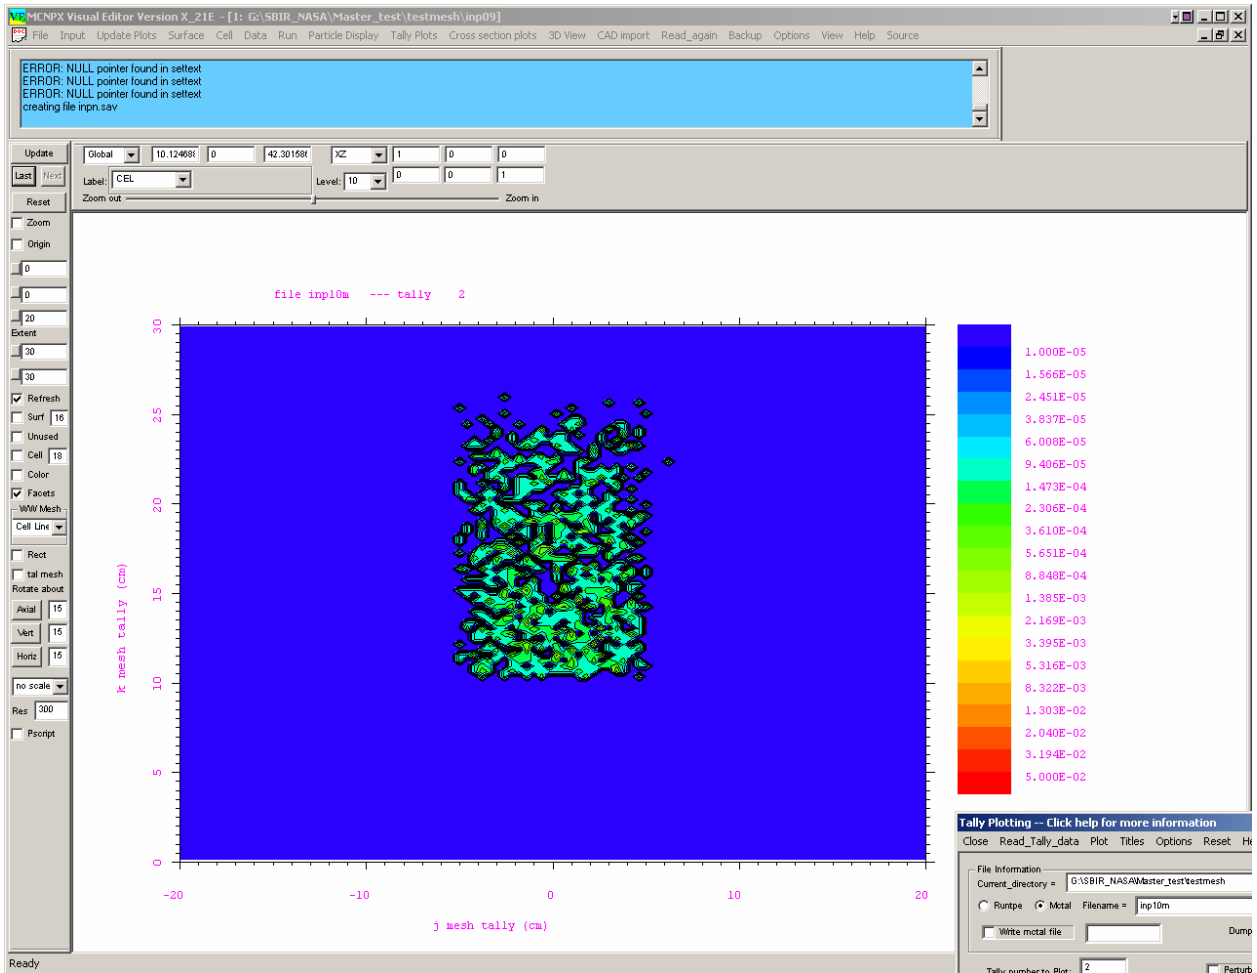 MCNPX Visual Editor Version X_21E - [1: G:\SBIR_NASA\Master_test\testmesh\inp09]
File Input Update Plots Surface Cell Data Run Particle Display Tally Plots Cross section plots 3D View CAD import Read_again Backup Options View Help Source
ERROR: NULL pointer found in settext
ERROR: NULL pointer found in settext
ERROR: NULL pointer found in settext
creating file inpn.sav
Update
Global 10.124688 0 42.301586 XZ 1 0 0
Last Next
Label: CEL Level: 10 0 0 1
Reset
Zoom out Zoom in
Zoom
Origin
0
0
20
Extent
30
30
Refresh
Surf 16
Unused
Cell 18
Color
Facets
WW Mesh
Cell Line
Rect
tal mesh
Rotate about
Axial 15
Vert 15
Horiz 15
no scale
Res 300
Pscript
file inp10m --- tally 2
30
25
20
15
10
5
0
k mesh tally (cm)
-20 -10 0 10 20
j mesh tally (cm)
1.000E-05
1.566E-05
2.451E-05
3.837E-05
6.008E-05
9.406E-05
1.473E-04
2.306E-04
3.610E-04
5.651E-04
8.848E-04
1.385E-03
2.169E-03
3.395E-03
5.316E-03
8.322E-03
1.303E-02
2.040E-02
3.194E-02
5.000E-02
Tally Plotting -- Click help for more information
Close Read_Tally_data Plot Titles Options Reset He
File Information
Current_directory = G:\SBIR_NASA\Master_test\testmesh
Runtpe Mctal Filename = inp10m
Write mctal file Dump
Tally number to Plot: 2 Perturb
Ready